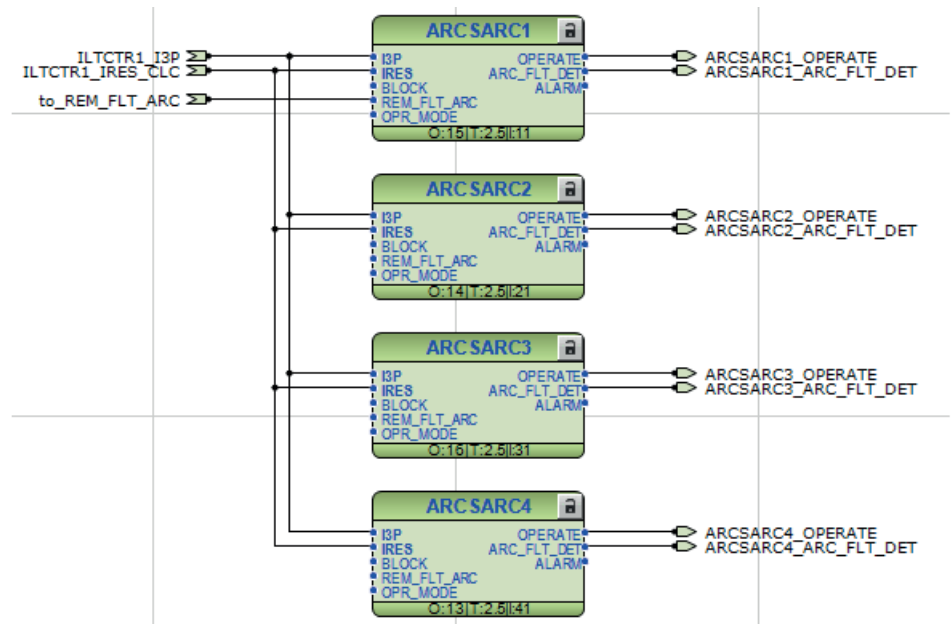 ARCSARC1
ILTCTR1_I3P
I3P
OPERATE
ARCSARC1_OPERATE
ILTCTR1_IRES_CLC
IRES
ARC_FLT_DET
ARCSARC1_ARC_FLT_DET
BLOCK
ALARM
to_REM_FLT_ARC
REM_FLT_ARC
OPR_MODE
O:15|T:2.5|I:11
ARCSARC2
I3P
OPERATE
ARCSARC2_OPERATE
IRES
ARC_FLT_DET
ARCSARC2_ARC_FLT_DET
BLOCK
ALARM
REM_FLT_ARC
OPR_MODE
O:14|T:2.5|I:21
ARCSARC3
I3P
OPERATE
ARCSARC3_OPERATE
IRES
ARC_FLT_DET
ARCSARC3_ARC_FLT_DET
BLOCK
ALARM
REM_FLT_ARC
OPR_MODE
O:16|T:2.5|I:31
ARCSARC4
I3P
OPERATE
ARCSARC4_OPERATE
IRES
ARC_FLT_DET
ARCSARC4_ARC_FLT_DET
BLOCK
ALARM
REM_FLT_ARC
OPR_MODE
O:13|T:2.5|I:41